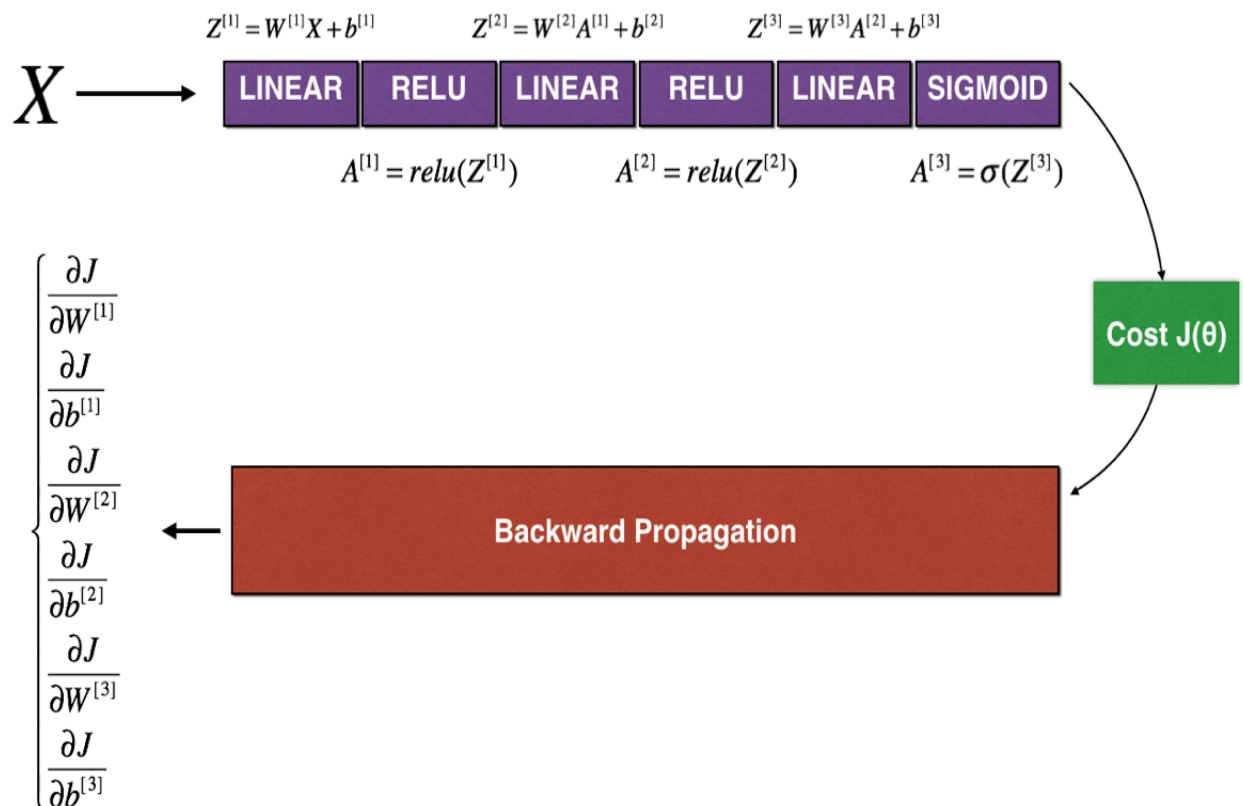 Z^[1] = W^[1]X + b^[1] Z^[2] = W^[2]A^[1] + b^[2] Z^[3] = W^[3]A^[2] + b^[3]
X LINEAR RELU LINEAR RELU LINEAR SIGMOID
A^[1] = relu(Z^[1]) A^[2] = relu(Z^[2]) A^[3] = σ(Z^[3])
Cost J(θ)
Backward Propagation
∂J
∂W^[1]
∂J
∂b^[1]
∂J
∂W^[2]
∂J
∂b^[2]
∂J
∂W^[3]
∂J
∂b^[3]